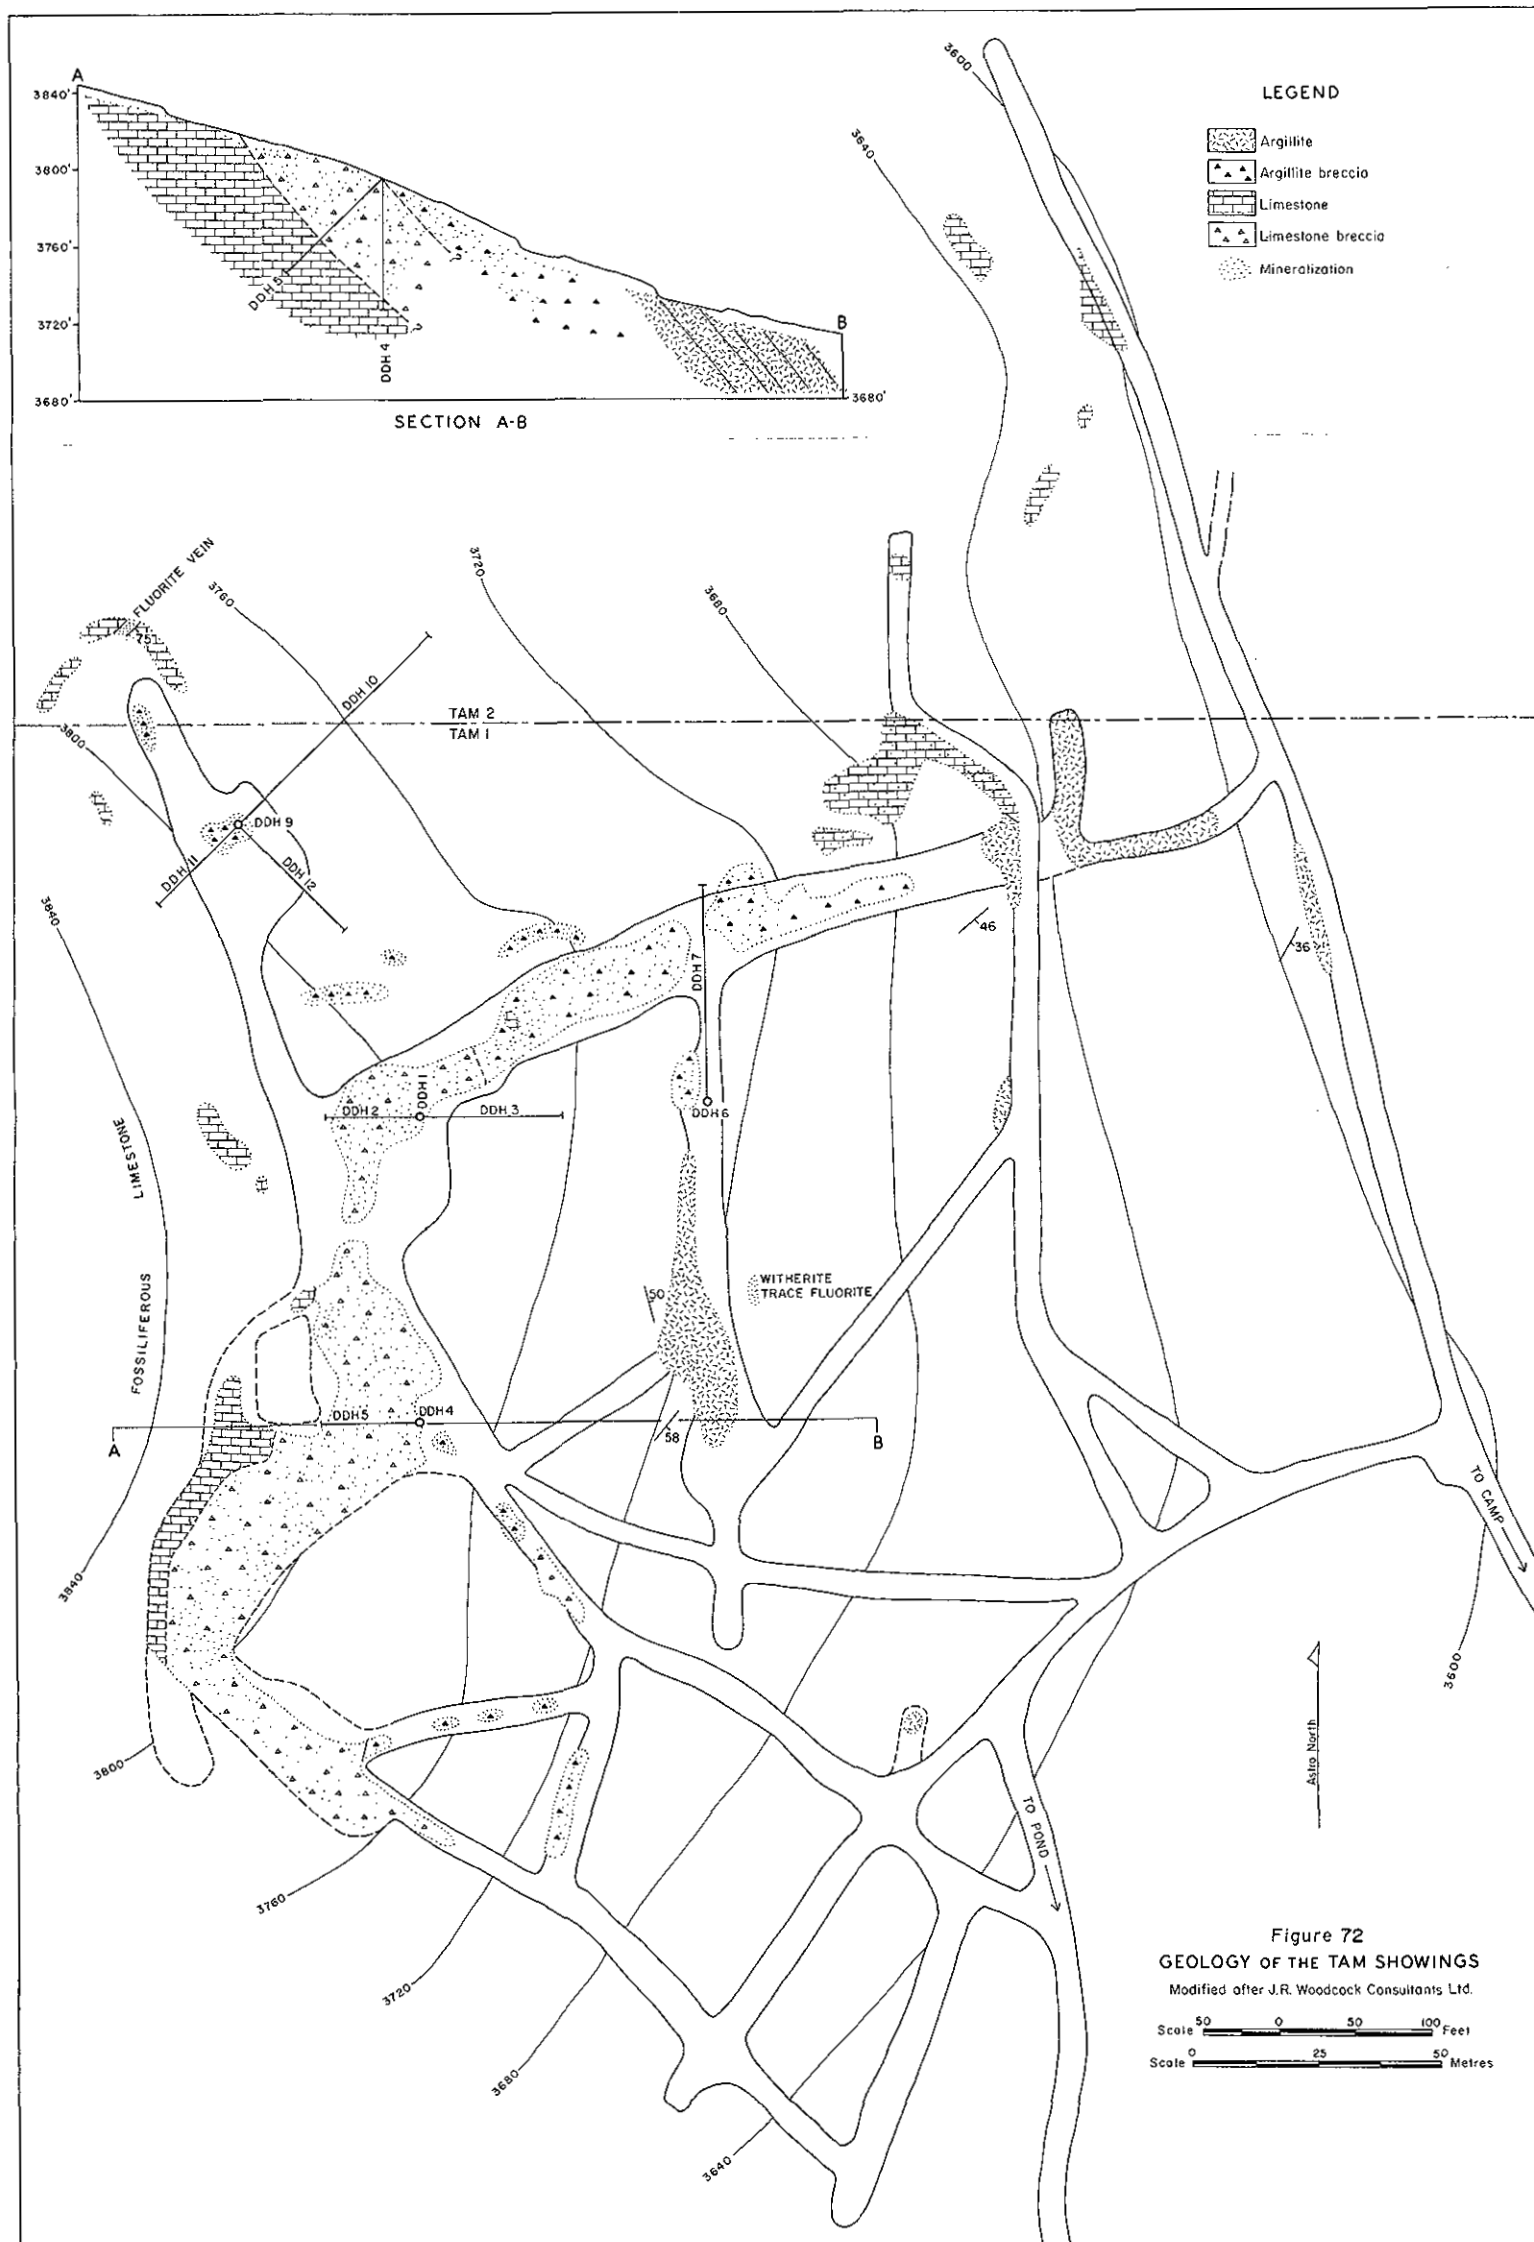 A
3840'
3800'
3760'
3720'
3680'
DDH 5
DDH 4
?
?
B
3680'
SECTION A-B
LEGEND
Argillite
Argillite breccia
Limestone
Limestone breccia
Mineralization
3600
3640
3720
3680
3760
FLUORITE VEIN
75
DDH 10
TAM 2
TAM 1
3800
DDH 9
DDH 11
DDH 12
3840
46
36
DDH 7
DDH 1
DDH 2
DDH 3
DDH 6
LIMESTONE
FOSSILIFEROUS
50
WITHERITE
TRACE FLUORITE
DDH 5
DDH 4
A
58
B
TO CAMP
3840
3600
3800
Astro North
TO POND
3760
3720
3680
3640
Figure 72
GEOLOGY OF THE TAM SHOWINGS
Modified after J.R. Woodcock Consultants Ltd.
Scale 50 0 50 100 Feet
Scale 0 25 50 Metres